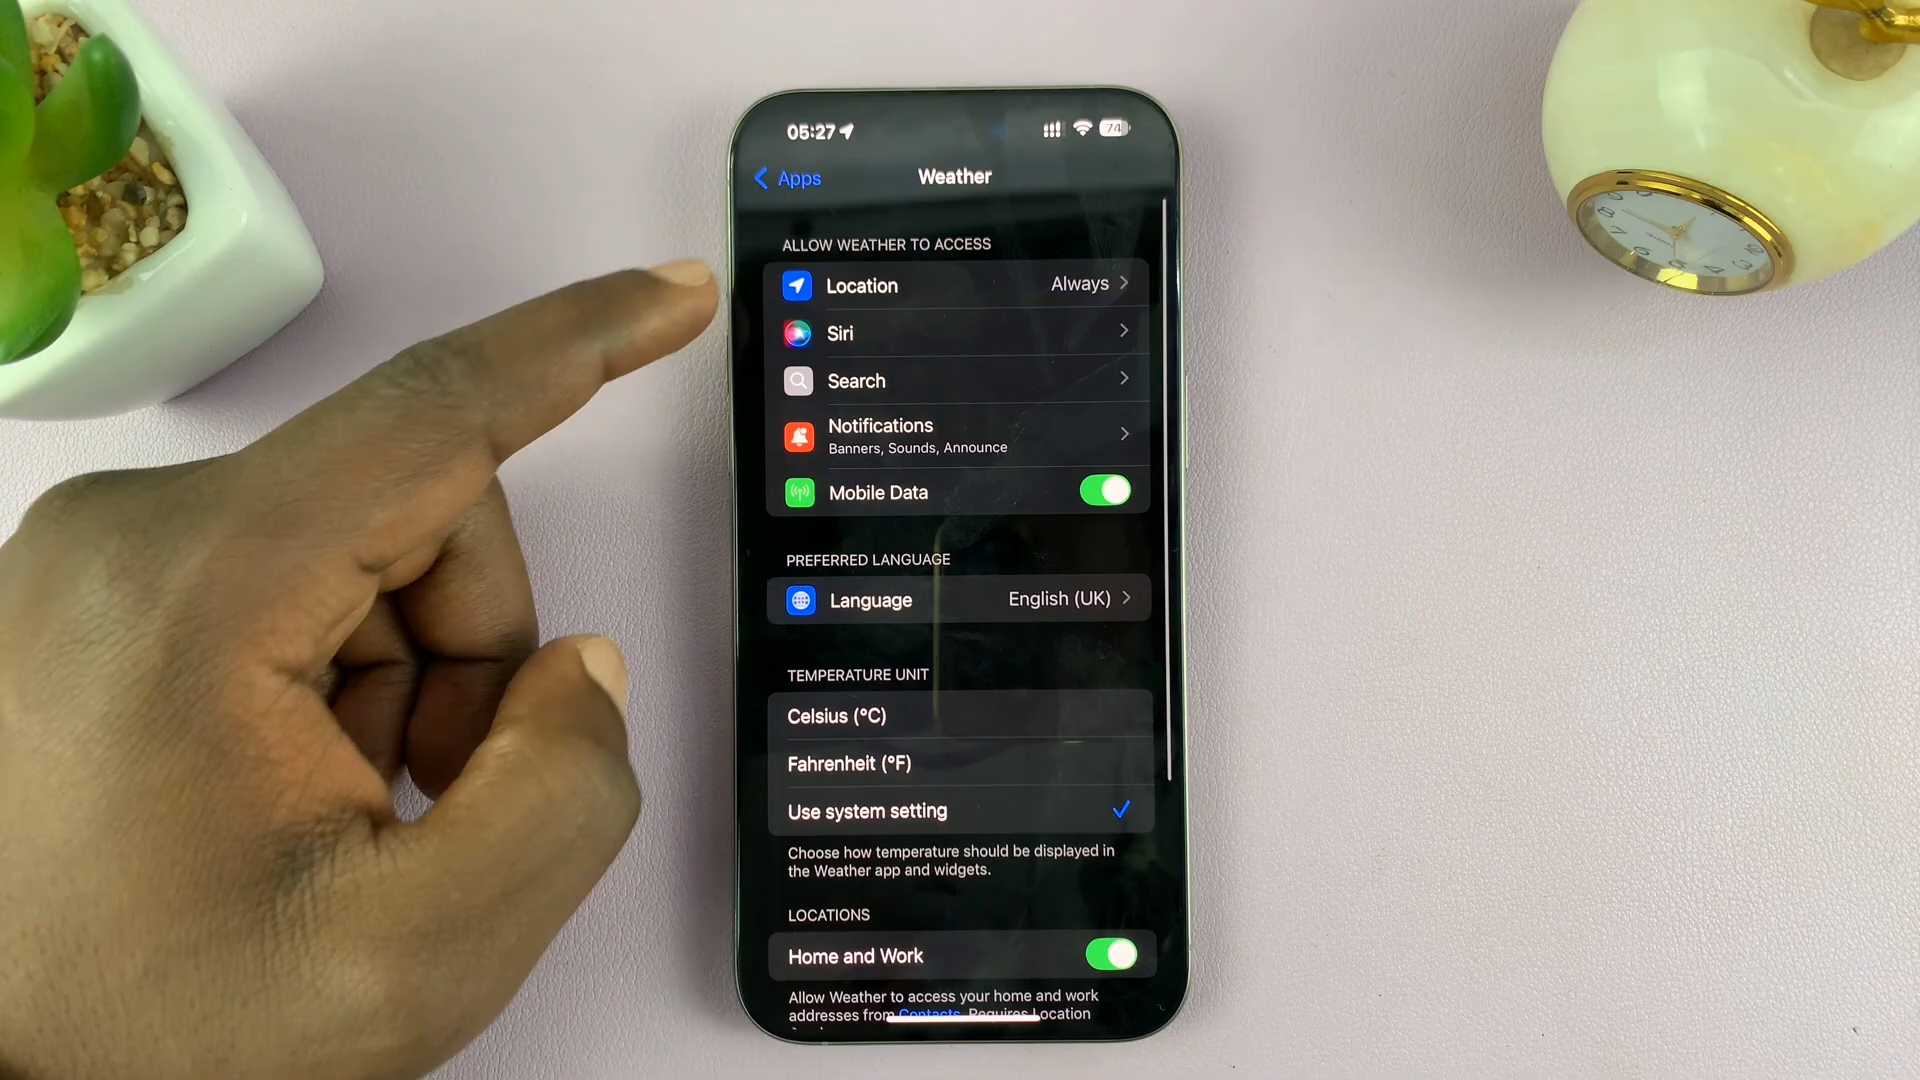 05:27
74
Apps
Weather
ALLOW WEATHER TO ACCESS
Location Always
Siri
Search
Notifications
Banners, Sounds, Announce
Mobile Data
PREFERRED LANGUAGE
Language English (UK)
TEMPERATURE UNIT
Celsius (°C)
Fahrenheit (°F)
Use system setting
Choose how temperature should be displayed in
the Weather app and widgets.
LOCATIONS
Home and Work
Allow Weather to access your home and work
addresses from Contacts. Requires Location